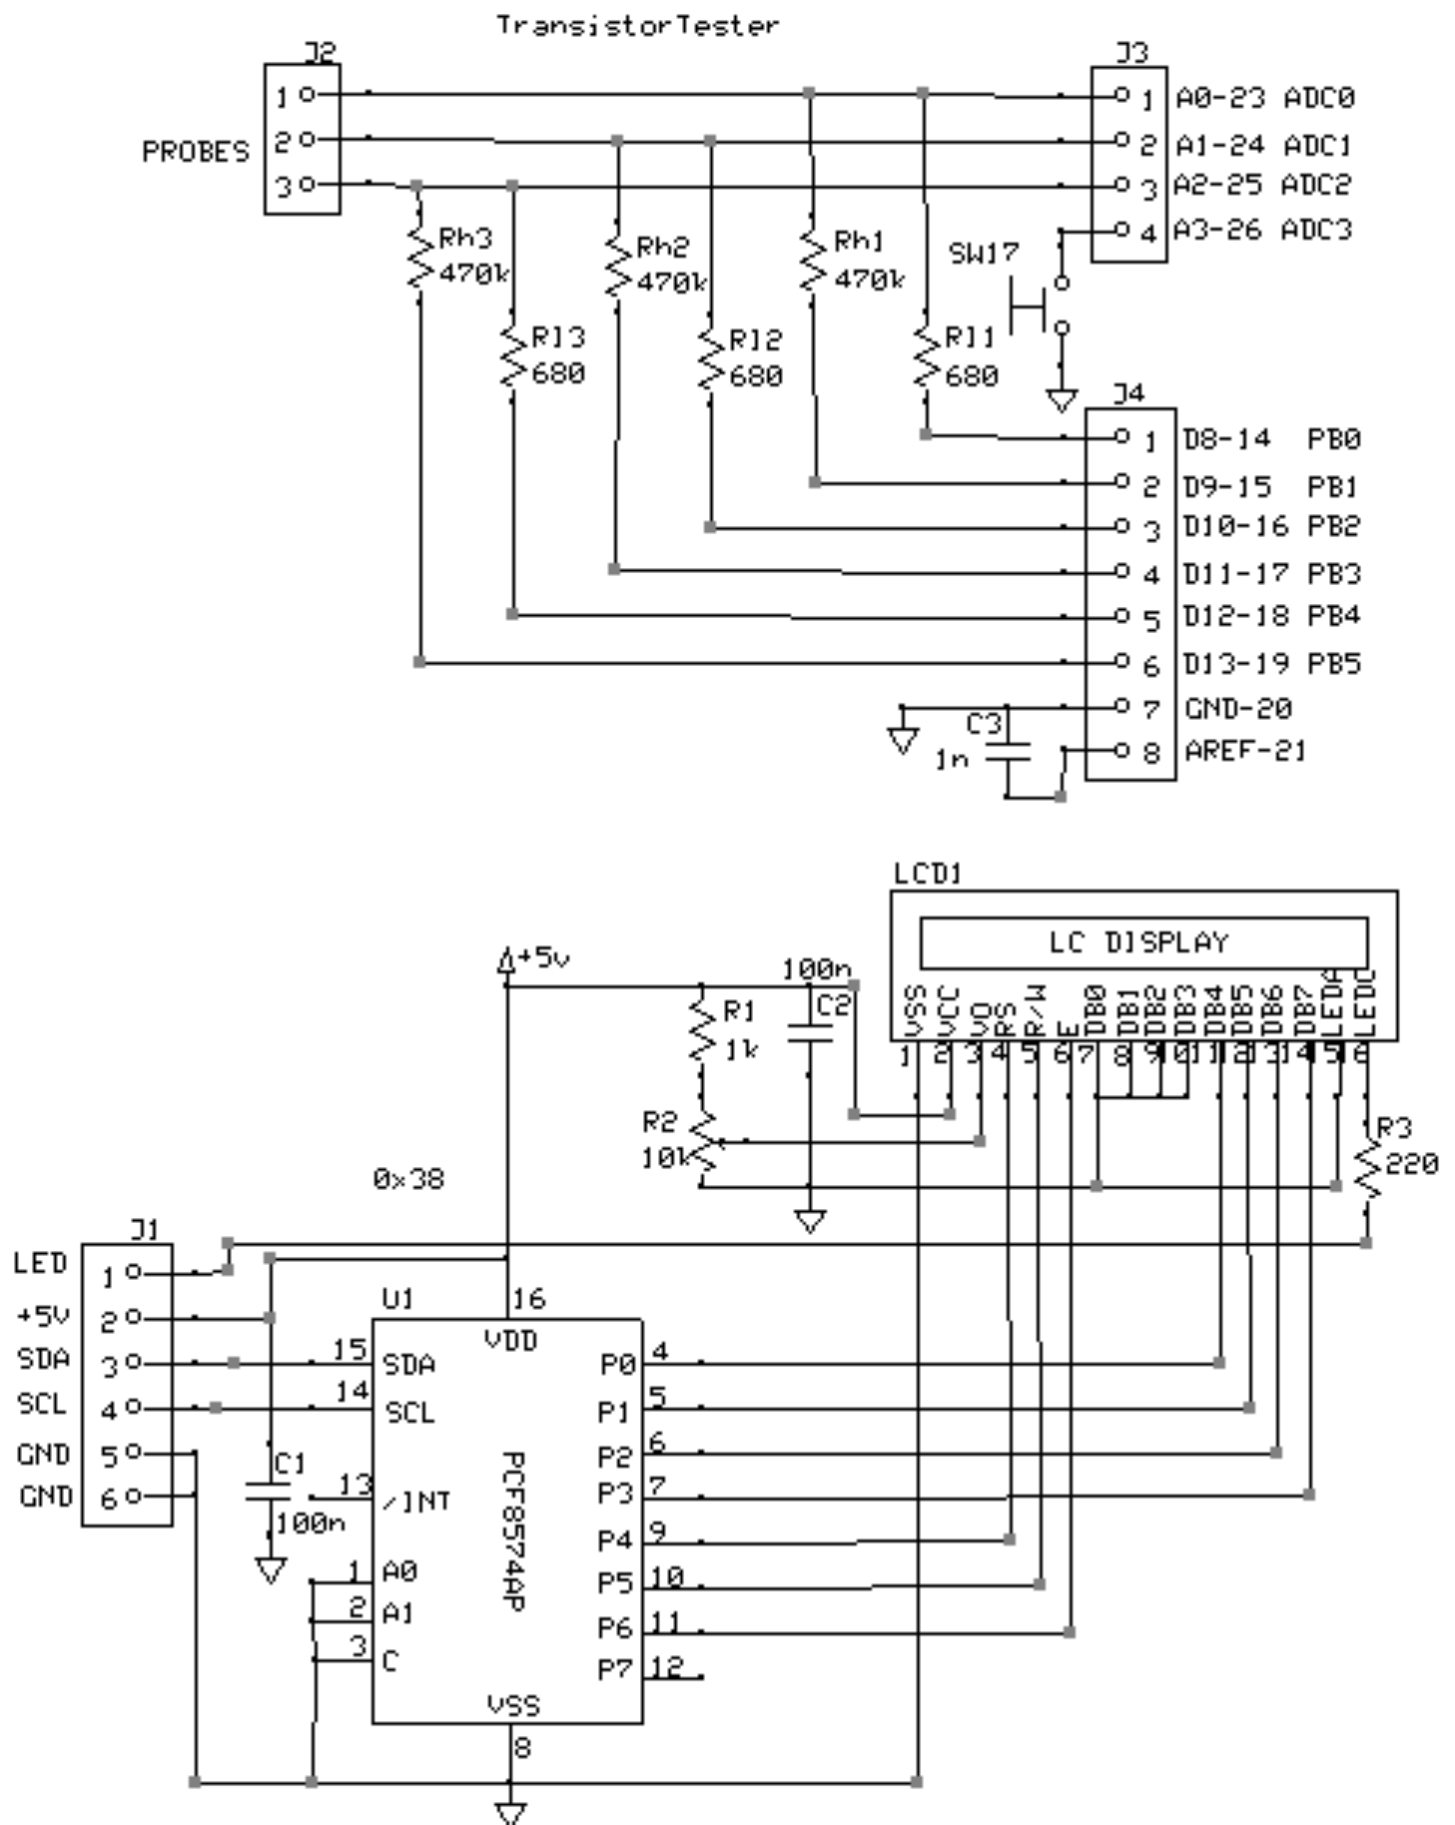 TransistorTester
J2
J3
1 1 A0-23 ADC0
2 2 A1-24 ADC1
PROBES
3 3 A2-25 ADC2
4 A3-26 ADC3
Rh3 470k
Rh2 470k
Rh1 470k
SW17
Rl3 680
Rl2 680
Rl1 680
J4
1 D8-14 PB0
2 D9-15 PB1
3 D10-16 PB2
4 D11-17 PB3
5 D12-18 PB4
6 D13-19 PB5
7 GND-20
C3
1n
8 AREF-21
LCD1
LC DISPLAY
+5v
100n
C2
R1
1k
VSS VCC VO RS R/W E DB0 DB1 DB2 DB3 DB4 DB5 DB6 DB7 LEDA LEDC
1 2 3 4 5 6 7 8 9 10 11 12 13 14 15 16
R2
10k
R3
220
0x38
J1
LED 1
+5V 2
SDA 3
SCL 4
GND 5
GND 6
C1
100n
U1
16
VDD
15 SDA P0 4
14 SCL P1 5
P2 6
13 /INT P3 7
PCF8574AP
P4 9
1 A0 P5 10
2 A1 P6 11
3 C P7 12
VSS
8